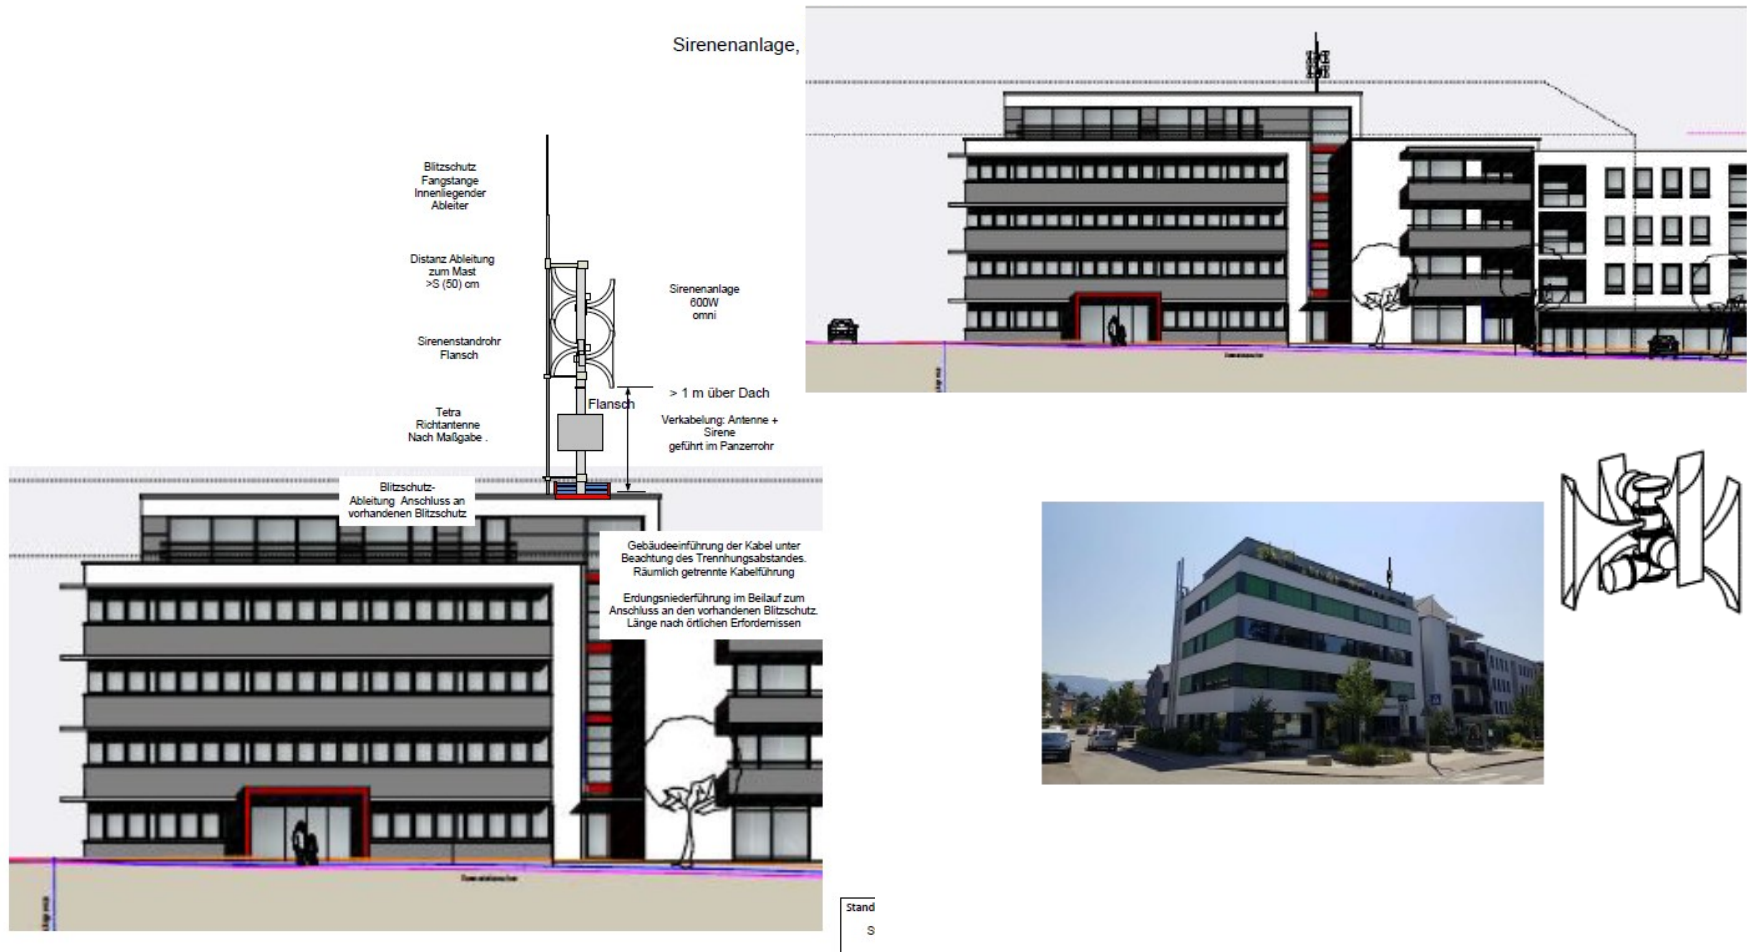 Sirenenanlage,
Blitzschutz
Fangstange
Innenliegender
Ableiter
Distanz Ableitung
zum Mast
>S (50) cm
Sirenenanlage
600W
omni
Sirenenstandrohr
Flansch
> 1 m über Dach
Flansch
Tetra
Richtantenne
Nach Maßgabe .
Verkabelung: Antenne +
Sirene
geführt im Panzerrohr
Blitzschutz-
Ableitung Anschluss an
vorhandenen Blitzschutz
Gebäudeeinführung der Kabel unter
Beachtung des Trennhungsabstandes.
Räumlich getrennte Kabelführung
Erdungsniederführung im Beilauf zum
Anschluss an den vorhandenen Blitzschutz.
Länge nach örtlichen Erfordernissen
Stand
S